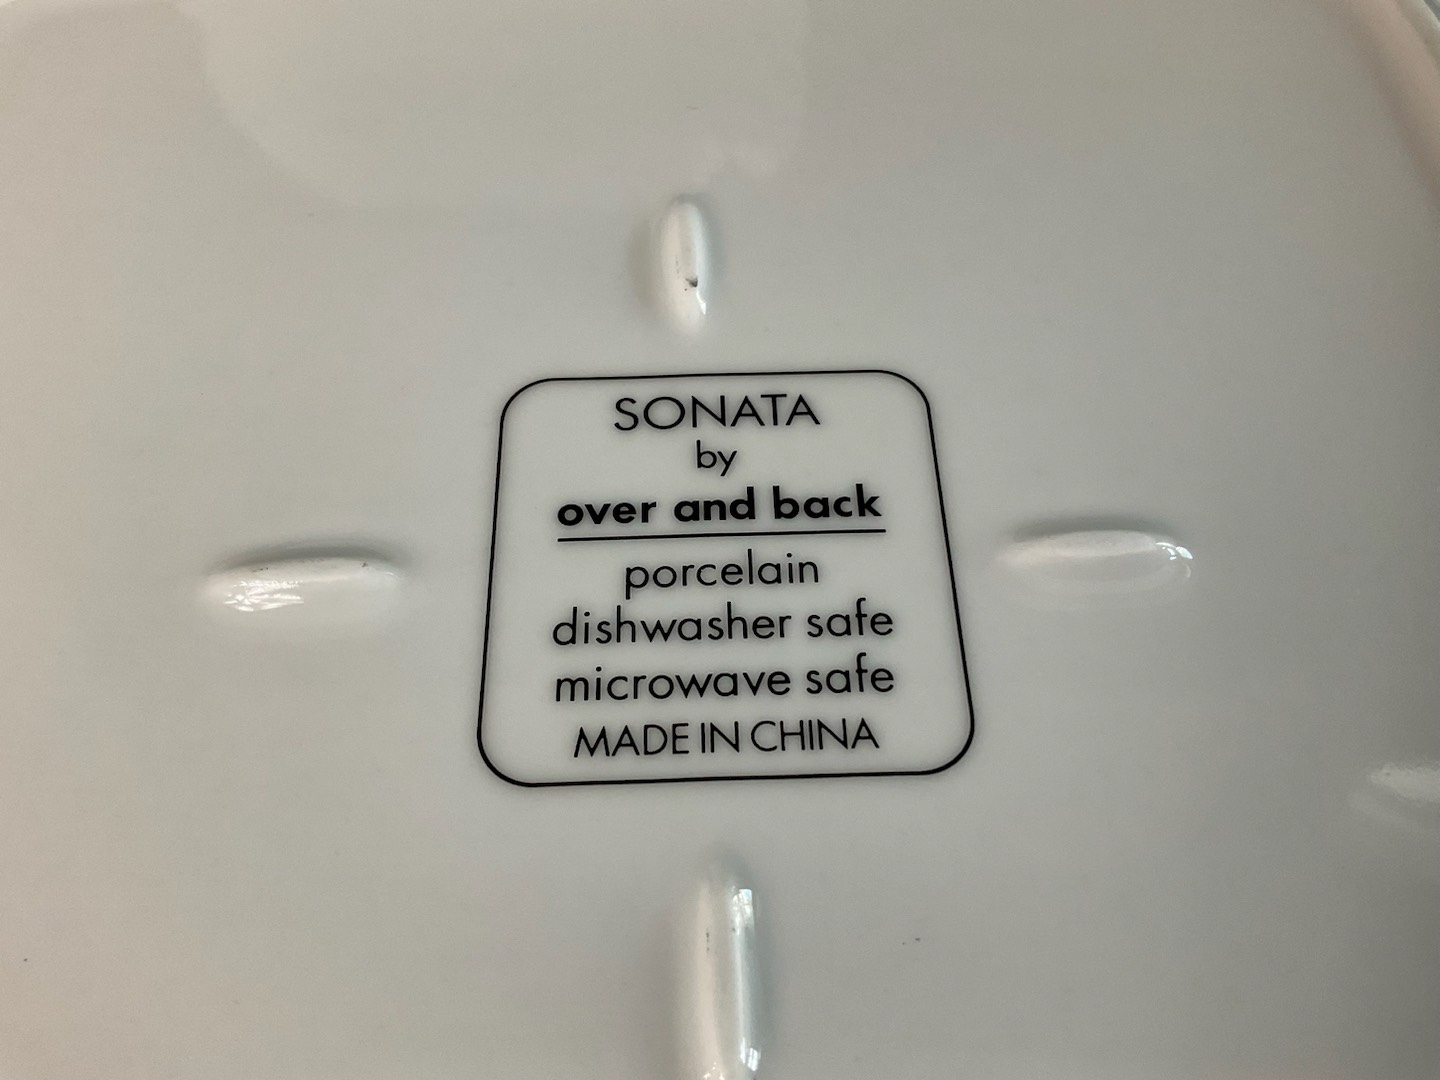 SONATA
by
over and back
porcelain
dishwasher safe
microwave safe
MADE IN CHINA